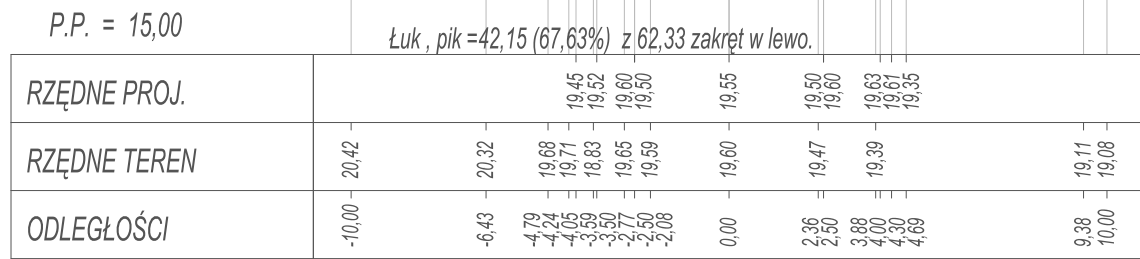 P.P. = 15,00
Łuk , pik =42,15 (67,63%) z 62,33 zakręt w lewo.
RZĘDNE PROJ. 19,45 19,52 19,60 19,50 19,55 19,50 19,60 19,63 19,61 19,35
RZĘDNE TEREN 20,42 20,32 19,68 19,71 18,83 19,65 19,59 19,60 19,47 19,39 19,11 19,08
ODLEGŁOŚCI -10,00 -6,43 -4,79 -4,24 -4,05 -3,59 -3,50 -2,77 -2,50 -2,08 0,00 2,36 2,50 3,88 4,00 4,30 4,69 9,38 10,00